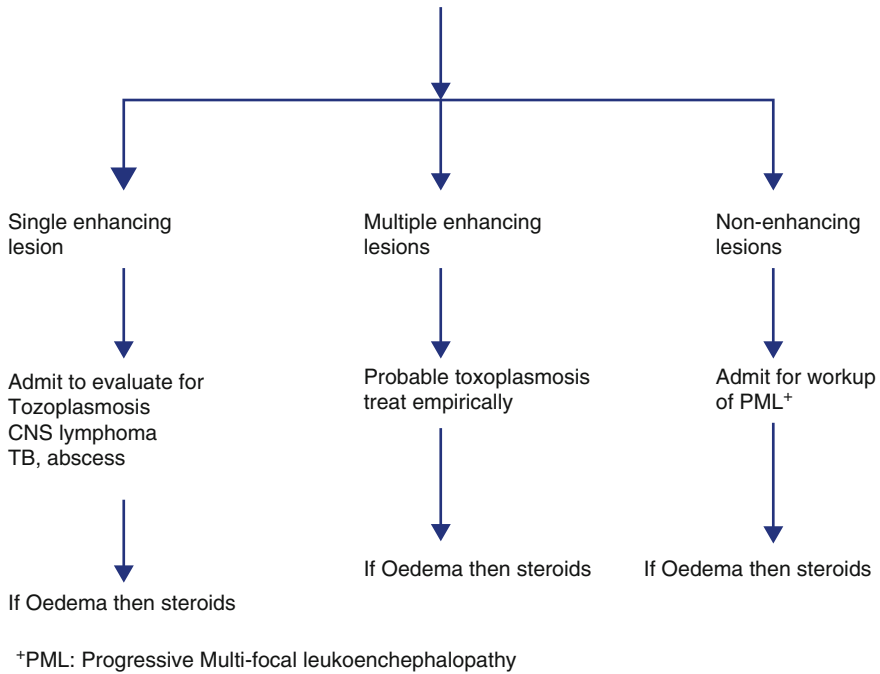 Single enhancing
lesion
Multiple enhancing
lesions
Non-enhancing
lesions
Admit to evaluate for
Tozoplasmosis
CNS lymphoma
TB, abscess
Probable toxoplasmosis
treat empirically
Admit for workup
of PML⁺
If Oedema then steroids
If Oedema then steroids
If Oedema then steroids
⁺PML: Progressive Multi-focal leukoenchephalopathy